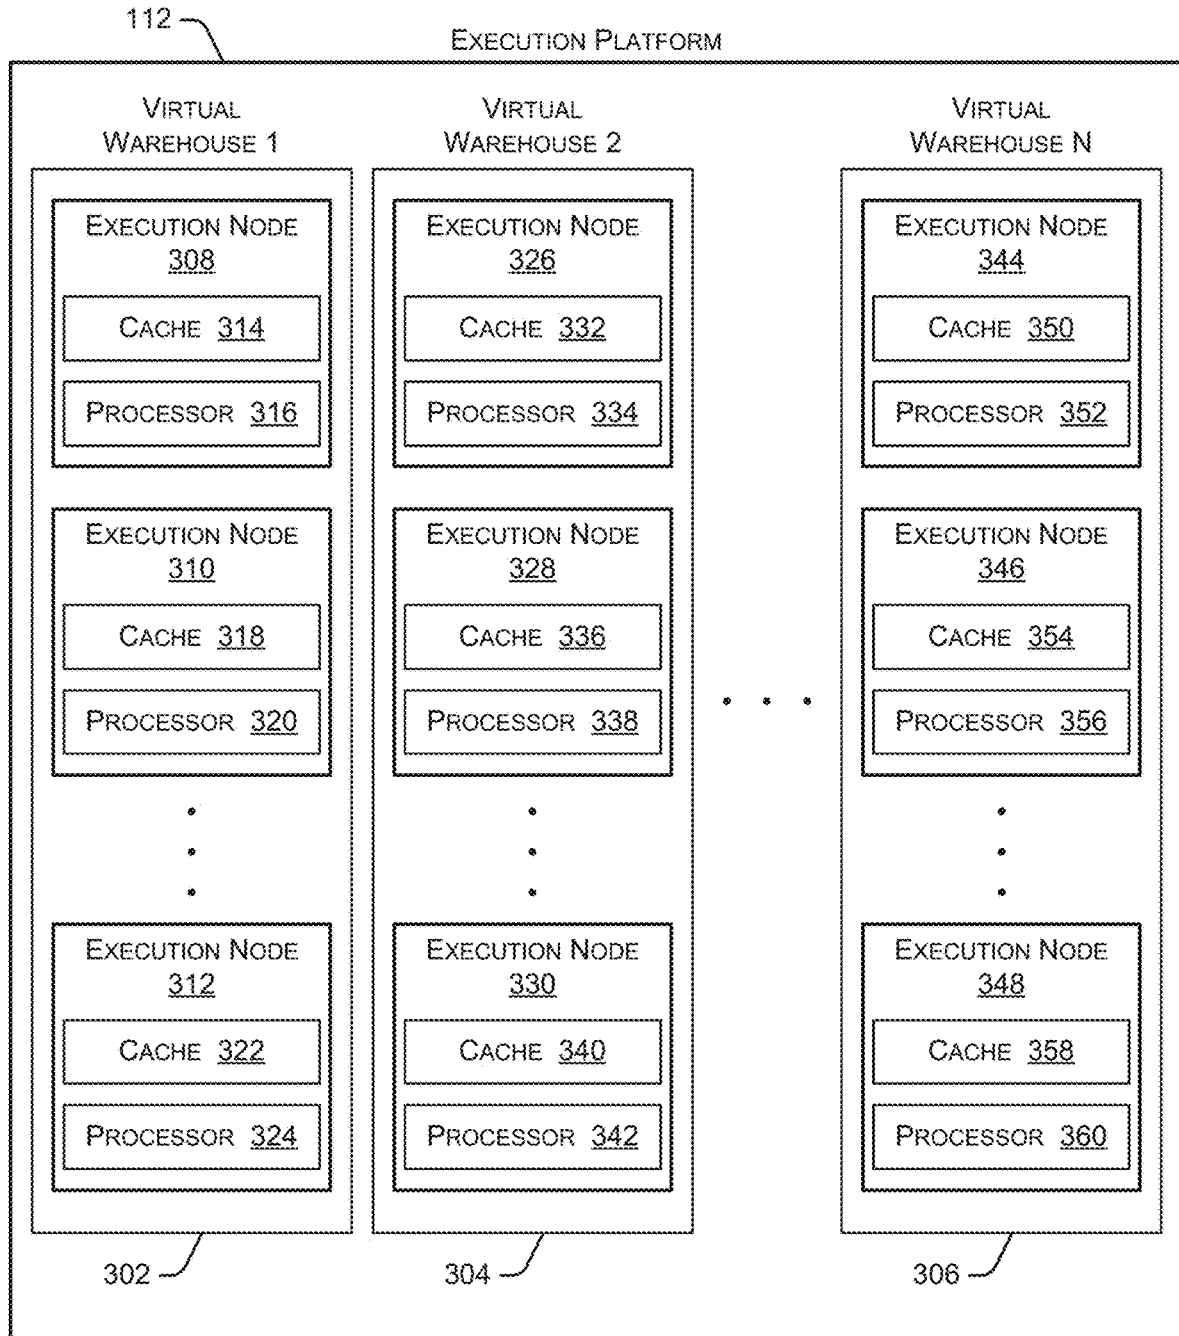 112
EXECUTION PLATFORM
VIRTUAL
WAREHOUSE 1
EXECUTION NODE
308
CACHE 314
PROCESSOR 316
EXECUTION NODE
310
CACHE 318
PROCESSOR 320
EXECUTION NODE
312
CACHE 322
PROCESSOR 324
302
VIRTUAL
WAREHOUSE 2
EXECUTION NODE
326
CACHE 332
PROCESSOR 334
EXECUTION NODE
328
CACHE 336
PROCESSOR 338
EXECUTION NODE
330
CACHE 340
PROCESSOR 342
304
VIRTUAL
WAREHOUSE N
EXECUTION NODE
344
CACHE 350
PROCESSOR 352
EXECUTION NODE
346
CACHE 354
PROCESSOR 356
EXECUTION NODE
348
CACHE 358
PROCESSOR 360
306